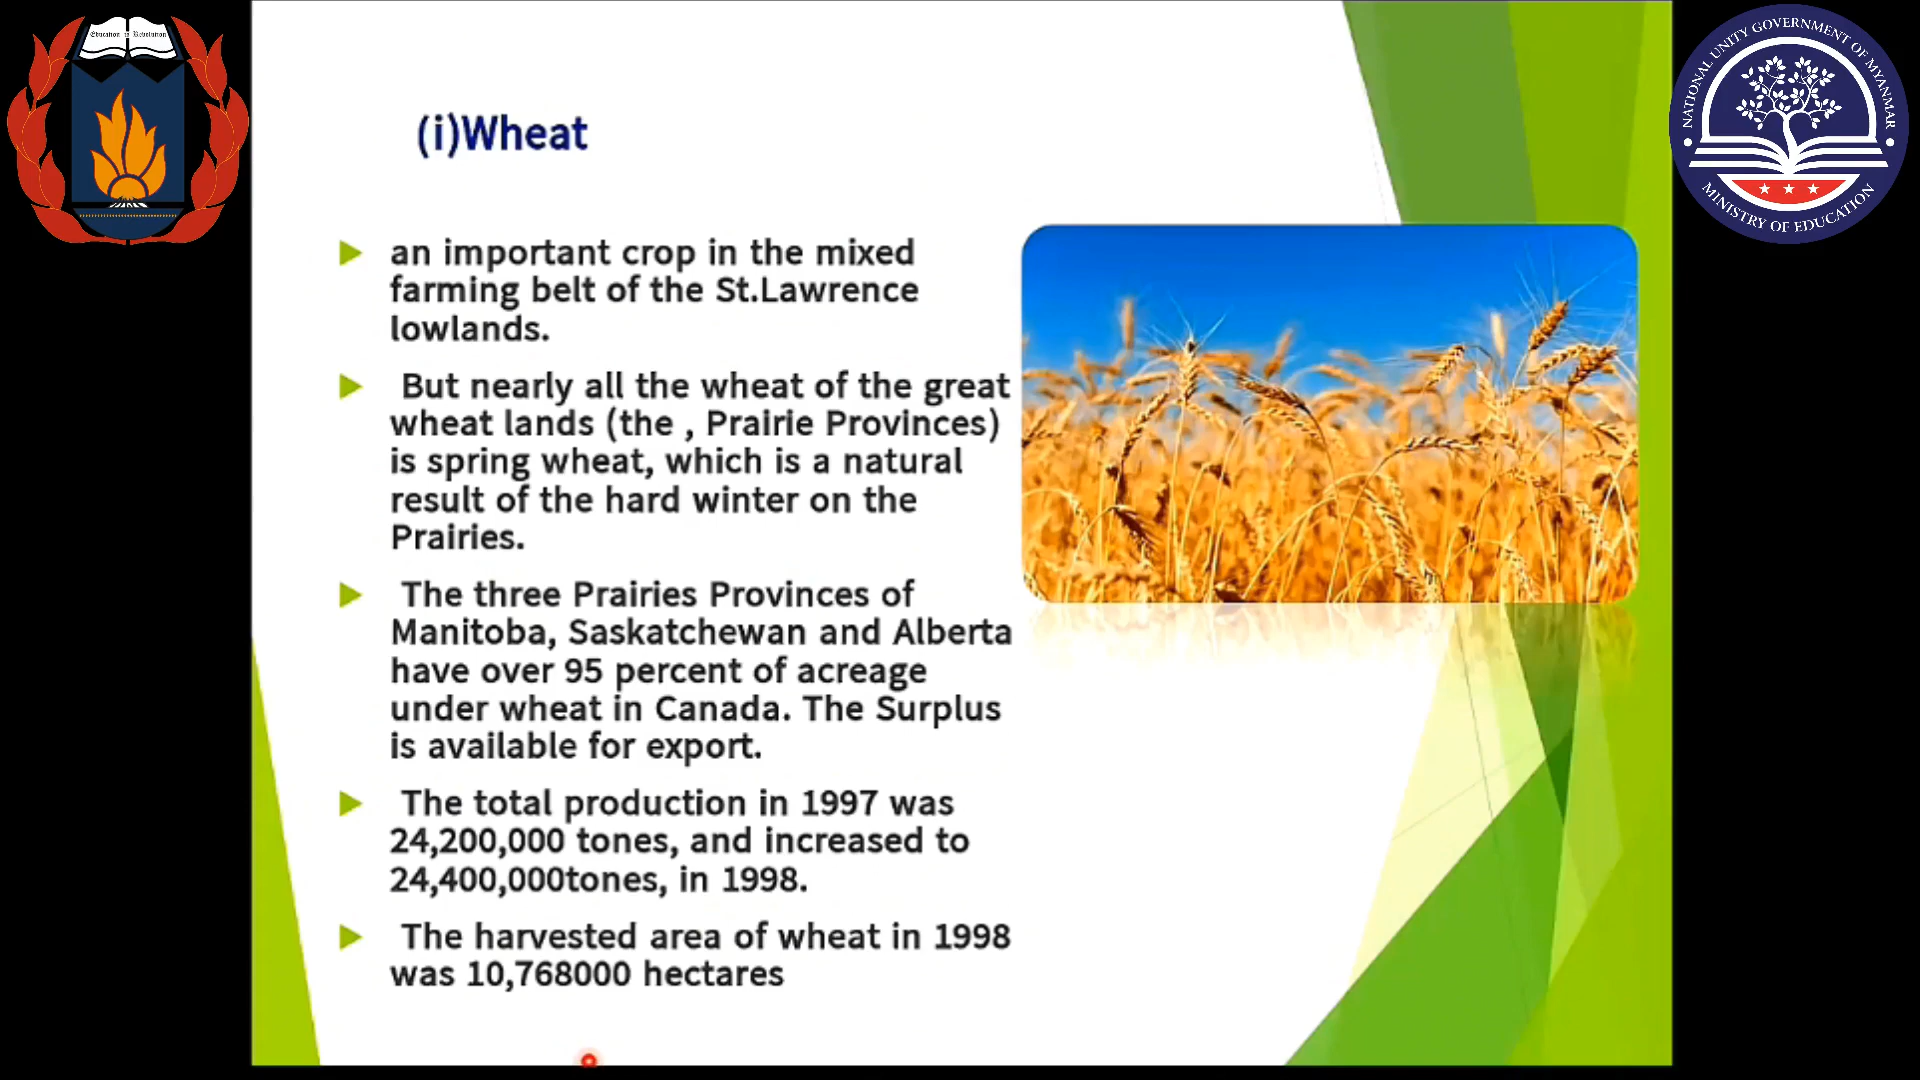 Education is Revolution
NATIONAL UNITY GOVERNMENT OF MYANMAR
MINISTRY OF EDUCATION
(i)Wheat
an important crop in the mixed
farming belt of the St.Lawrence
lowlands.
But nearly all the wheat of the great
wheat lands (the , Prairie Provinces)
is spring wheat, which is a natural
result of the hard winter on the
Prairies.
The three Prairies Provinces of
Manitoba, Saskatchewan and Alberta
have over 95 percent of acreage
under wheat in Canada. The Surplus
is available for export.
The total production in 1997 was
24,200,000 tones, and increased to
24,400,000tones, in 1998.
The harvested area of wheat in 1998
was 10,768000 hectares